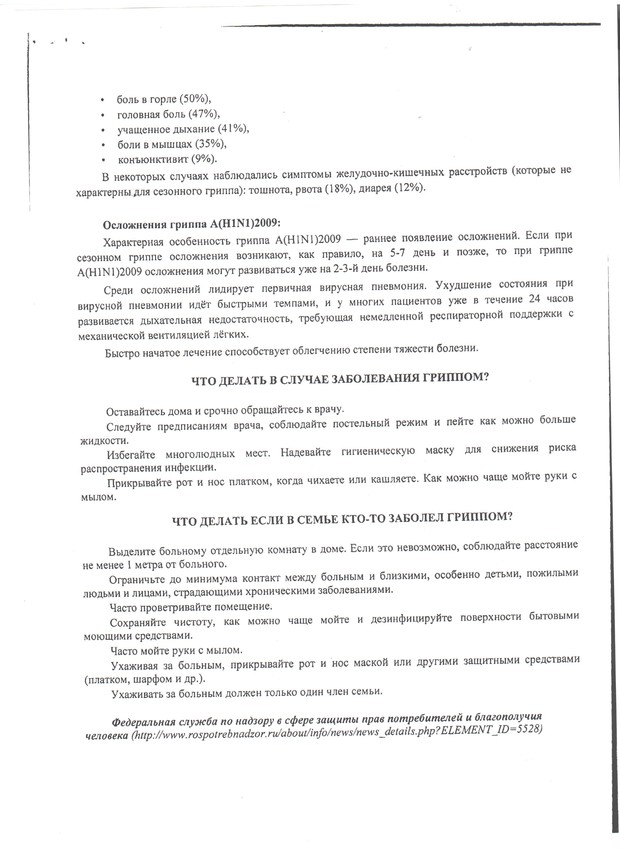 • боль в горле (50%),
• головная боль (47%),
• учащенное дыхание (41%),
• боли в мышцах (35%),
• конъюнктивит (9%).
В некоторых случаях наблюдались симптомы желудочно-кишечных расстройств (которые не
характерны для сезонного гриппа): тошнота, рвота (18%), диарея (12%).
Осложнения гриппа А(H1N1)2009:
Характерная особенность гриппа А(H1N1)2009 — раннее появление осложнений. Если при
сезонном гриппе осложнения возникают, как правило, на 5-7 день и позже, то при гриппе
А(H1N1)2009 осложнения могут развиваться уже на 2-3-й день болезни.
Среди осложнений лидирует первичная вирусная пневмония. Ухудшение состояния при
вирусной пневмонии идёт быстрыми темпами, и у многих пациентов уже в течение 24 часов
развивается дыхательная недостаточность, требующая немедленной респираторной поддержки с
механической вентиляцией лёгких.
Быстро начатое лечение способствует облегчению степени тяжести болезни.
ЧТО ДЕЛАТЬ В СЛУЧАЕ ЗАБОЛЕВАНИЯ ГРИППОМ?
Оставайтесь дома и срочно обращайтесь к врачу.
Следуйте предписаниям врача, соблюдайте постельный режим и пейте как можно больше
жидкости.
Избегайте многолюдных мест. Надевайте гигиеническую маску для снижения риска
распространения инфекции.
Прикрывайте рот и нос платком, когда чихаете или кашляете. Как можно чаще мойте руки с
мылом.
ЧТО ДЕЛАТЬ ЕСЛИ В СЕМЬЕ КТО-ТО ЗАБОЛЕЛ ГРИППОМ?
Выделите больному отдельную комнату в доме. Если это невозможно, соблюдайте расстояние
не менее 1 метра от больного.
Ограничьте до минимума контакт между больным и близкими, особенно детьми, пожилыми
людьми и лицами, страдающими хроническими заболеваниями.
Часто проветривайте помещение.
Сохраняйте чистоту, как можно чаще мойте и дезинфицируйте поверхности бытовыми
моющими средствами.
Часто мойте руки с мылом.
Ухаживая за больным, прикрывайте рот и нос маской или другими защитными средствами
(платком, шарфом и др.).
Ухаживать за больным должен только один член семьи.
Федеральная служба по надзору в сфере защиты прав потребителей и благополучия
человека (http://www.rospotrebnadzor.ru/about/info/news/news_details.php?ELEMENT_ID=5528)